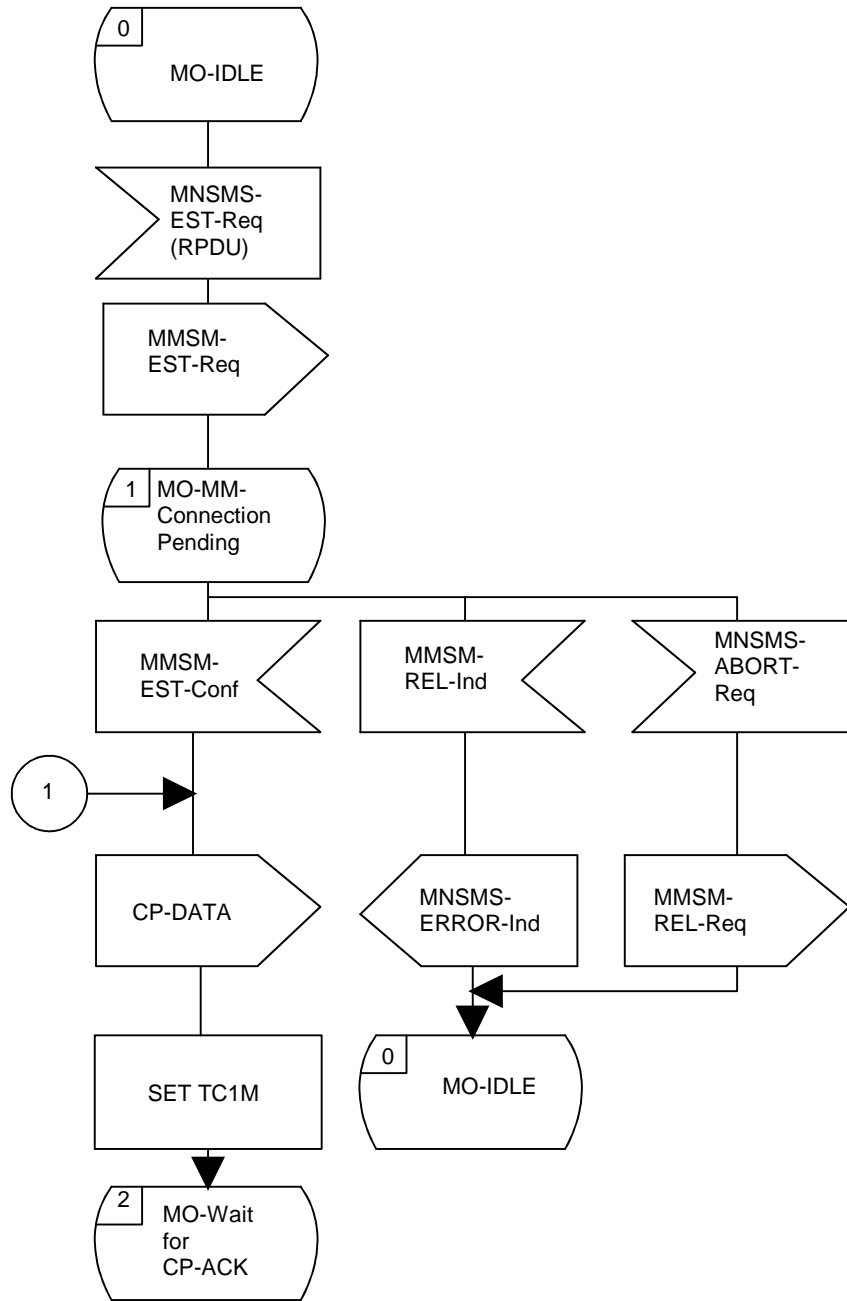 0
MO-IDLE
MNSMS-
EST-Req
(RPDU)
MMSM-
EST-Req
1
MO-MM-
Connection
Pending
MMSM-
EST-Conf
MMSM-
REL-Ind
MNSMS-
ABORT-
Req
1
CP-DATA
MNSMS-
ERROR-Ind
MMSM-
REL-Req
SET TC1M
0
MO-IDLE
2
MO-Wait
for
CP-ACK